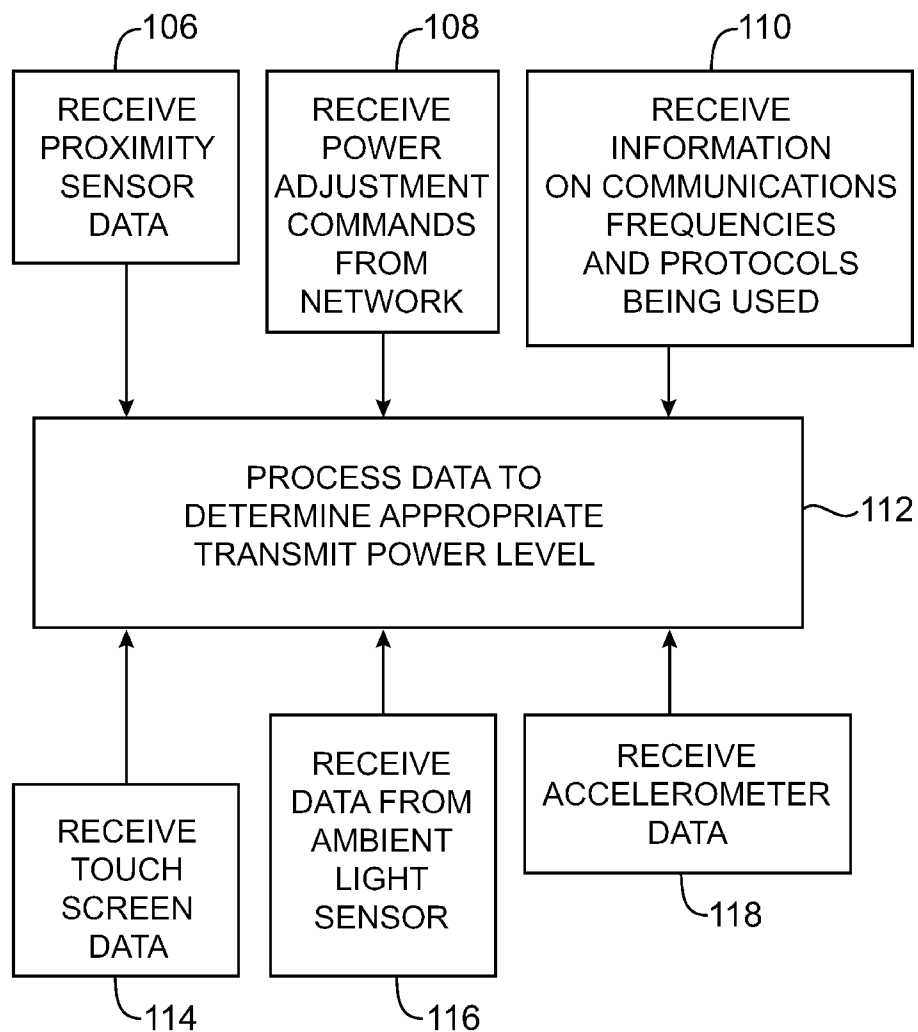 106
RECEIVE
PROXIMITY
SENSOR
DATA
108
RECEIVE
POWER
ADJUSTMENT
COMMANDS
FROM
NETWORK
110
RECEIVE
INFORMATION
ON COMMUNICATIONS
FREQUENCIES
AND PROTOCOLS
BEING USED
PROCESS DATA TO
DETERMINE APPROPRIATE
TRANSMIT POWER LEVEL
112
RECEIVE
TOUCH
SCREEN
DATA
114
RECEIVE
DATA FROM
AMBIENT
LIGHT
SENSOR
116
RECEIVE
ACCELEROMETER
DATA
118